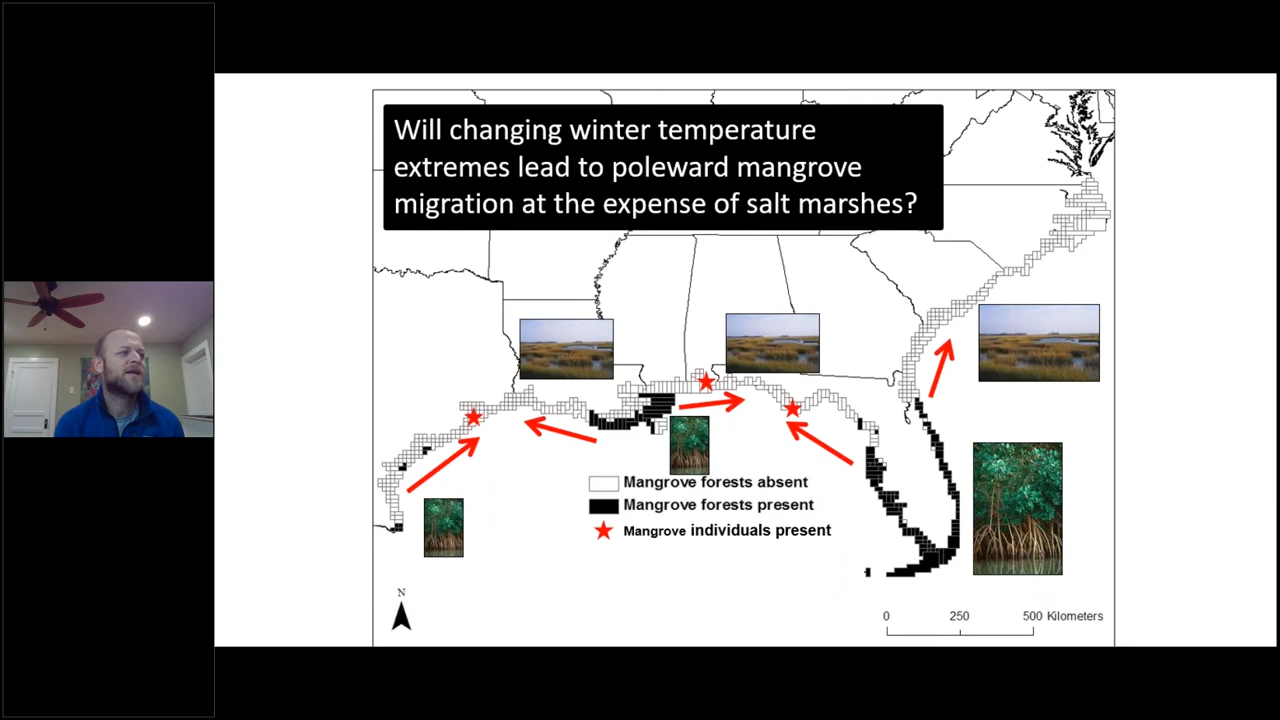 Will changing winter temperature
extremes lead to poleward mangrove
migration at the expense of salt marshes?
Mangrove forests absent
Mangrove forests present
Mangrove individuals present
N
0 250 500 Kilometers